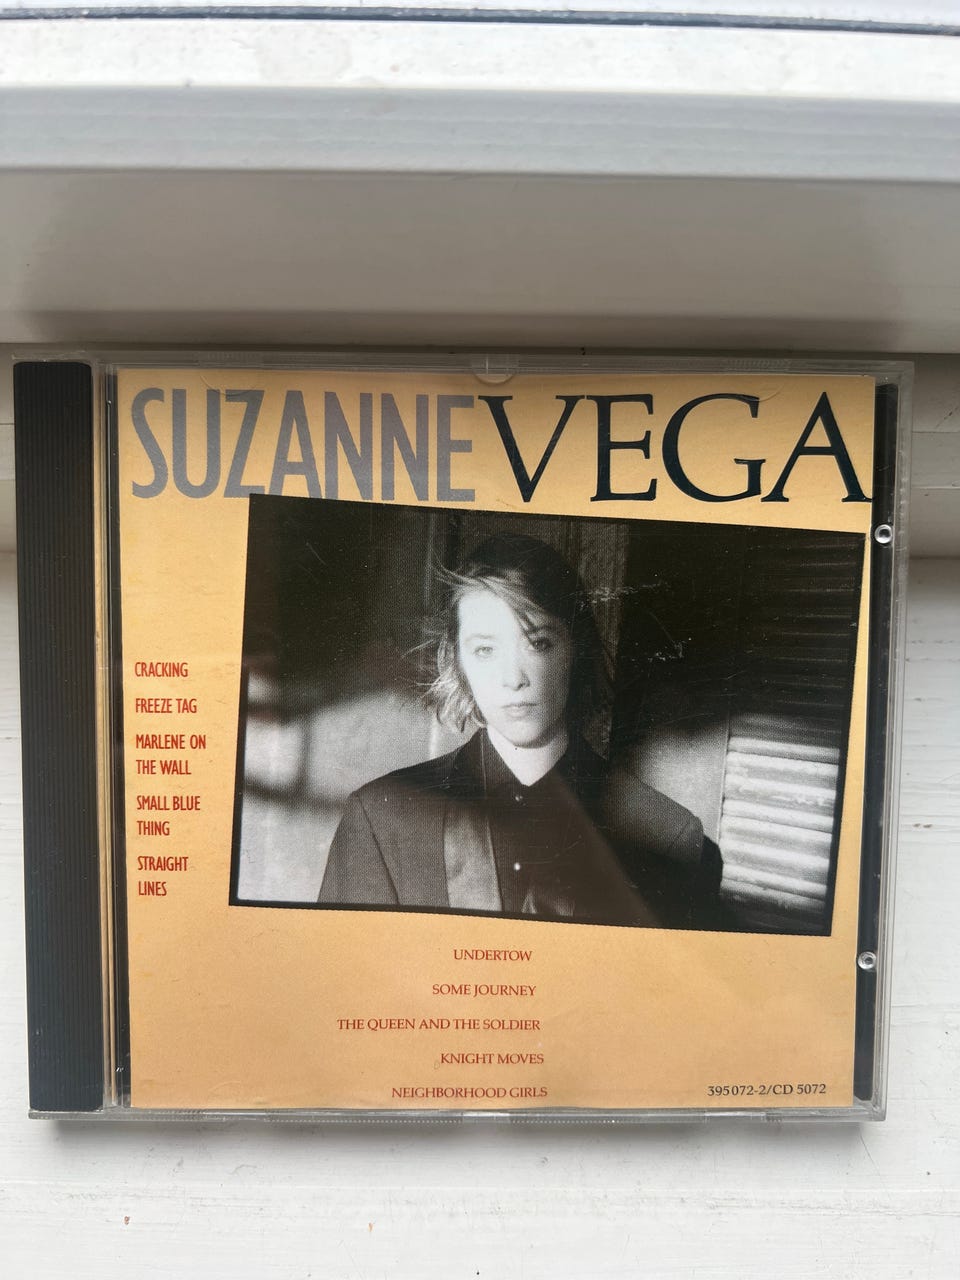 SUZANNE VEGA
CRACKING
FREEZE TAG
MARLENE ON
THE WALL
SMALL BLUE
THING
STRAIGHT
LINES
UNDERTOW
SOME JOURNEY
THE QUEEN AND THE SOLDIER
KNIGHT MOVES
NEIGHBORHOOD GIRLS
395072-2/CD 5072